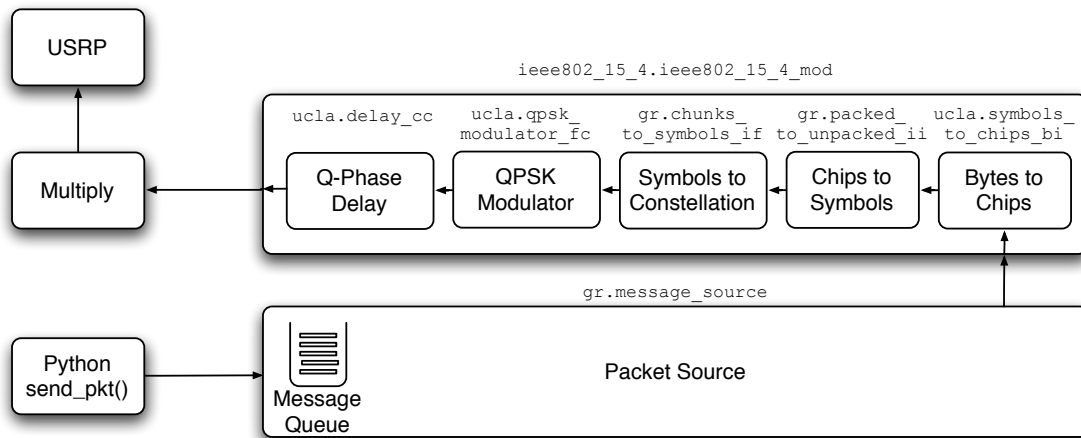 USRP
ieee802_15_4.ieee802_15_4_mod
ucla.delay_cc
ucla.qpsk_
modulator_fc
gr.chunks_
to_symbols_if
gr.packed_
to_unpacked_ii
ucla.symbols_
to_chips_bi
Multiply
Q-Phase
Delay
QPSK
Modulator
Symbols to
Constellation
Chips to
Symbols
Bytes to
Chips
gr.message_source
Python
send_pkt()
Message
Queue
Packet Source